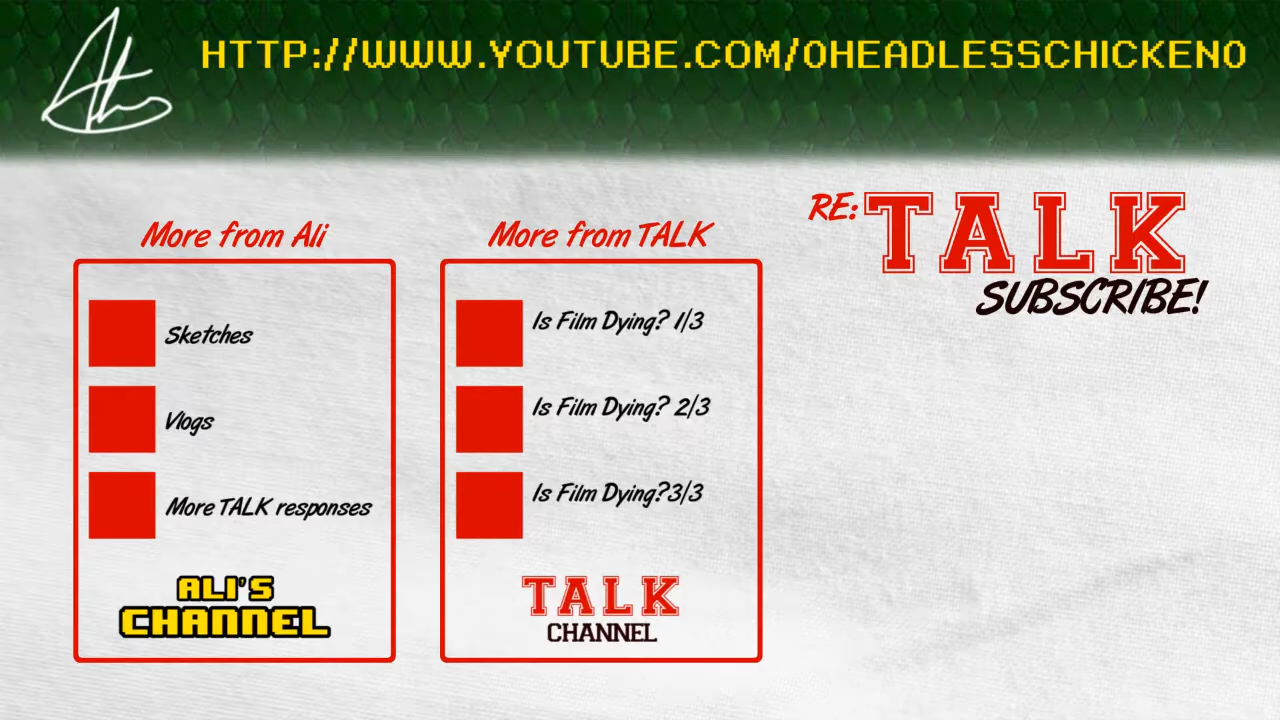 HTTP://WWW.YOUTUBE.COM/0HEADLESSCHICKEN0
RE: TALK
SUBSCRIBE!
More from Ali
Sketches
Vlogs
More TALK responses
ALI'S
CHANNEL
More from TALK
Is Film Dying? 1/3
Is Film Dying? 2/3
Is Film Dying?3/3
TALK
CHANNEL